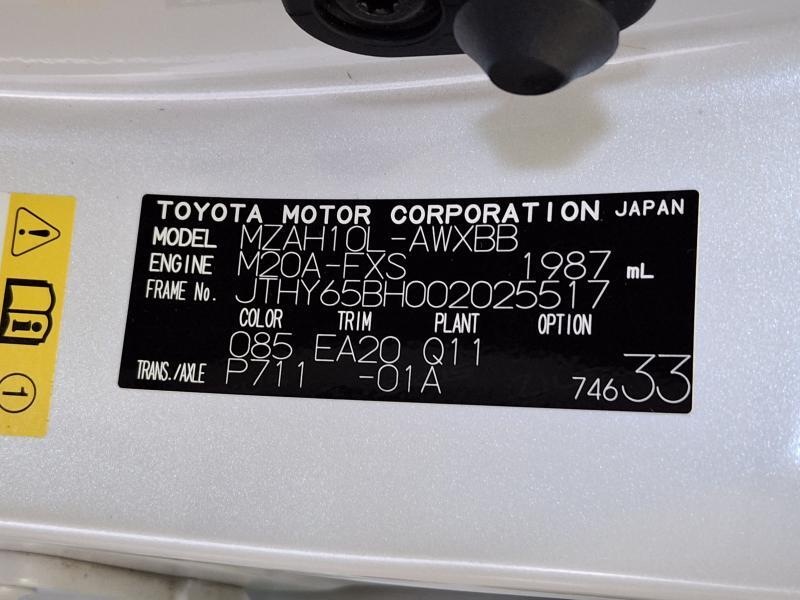 TOYOTA MOTOR CORPORATION JAPAN
MODEL MZAH10L-AWXBB
ENGINE M20A-FXS 1987 mL
FRAME No. JTHY65BH002025517
COLOR TRIM PLANT OPTION
085 EA20 Q11
TRANS./AXLE P711 -01A 74633
1